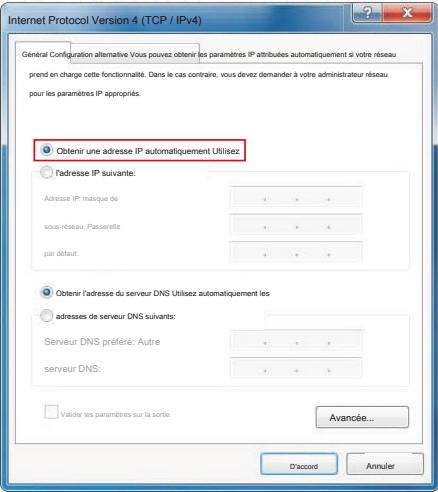 Internet Protocol Version 4 (TCP / IPv4)
Général Configuration alternative Vous pouvez obtenir les paramètres IP attribuées automatiquement si votre réseau
prend en charge cette fonctionnalité. Dans le cas contraire, vous devez demander à votre administrateur réseau
pour les paramètres IP appropriés.
Obtenir une adresse IP automatiquement Utilisez
l'adresse IP suivante:
Adresse IP: masque de
sous-réseau: Passerelle
par défaut:
Obtenir l'adresse du serveur DNS Utilisez automatiquement les
adresses de serveur DNS suivants:
Serveur DNS préféré: Autre
serveur DNS:
Valider les paramètres sur la sortie
Avancée...
D'accord
Annuler